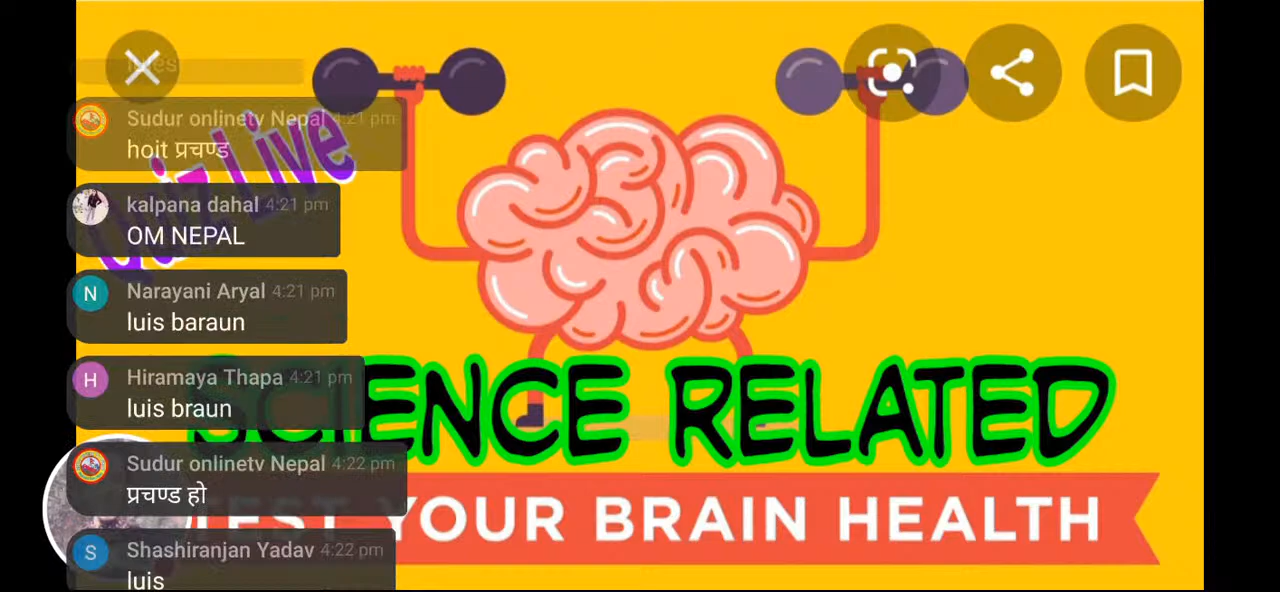 Sudur onlinetv Nepal 4:21 pm
hoit प्रचण्ड
Quiz Live
kalpana dahal 4:21 pm
OM NEPAL
N
Narayani Aryal 4:21 pm
luis baraun
H
Hiramaya Thapa 4:21 pm
luis braun
SCIENCE RELATED
Sudur onlinetv Nepal 4:22 pm
प्रचण्ड हो
TEST YOUR BRAIN HEALTH
S
Shashiranjan Yadav 4:22 pm
luis